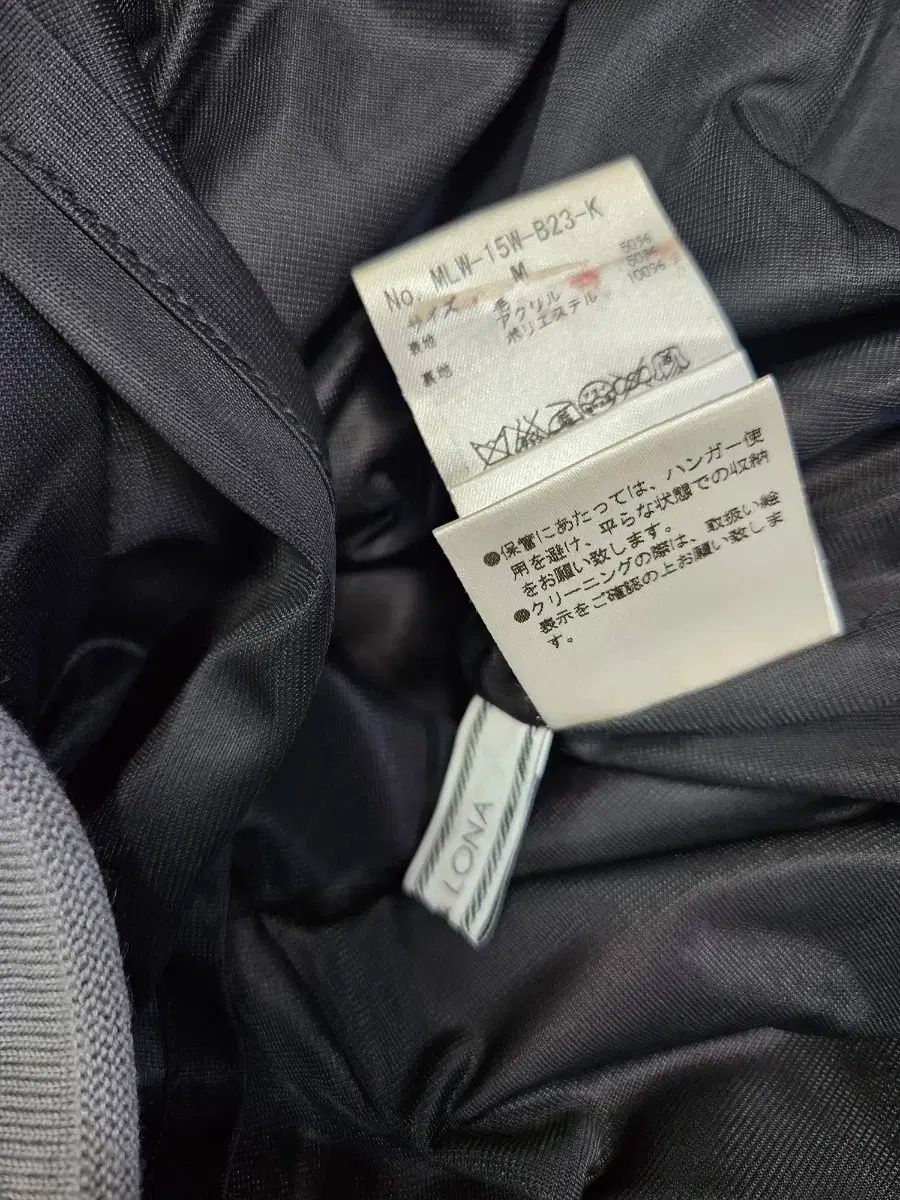 No. MLW-15W-B23-K
サイズ M
表地 毛 50%
アクリル 50%
裏地 ポリエステル 100%
●保管にあたっては、ハンガー使
用を避け、平らな状態での収納
をお願い致します。
●クリーニングの際は、取扱い絵
表示をご確認の上お願い致しま
す。
LONA